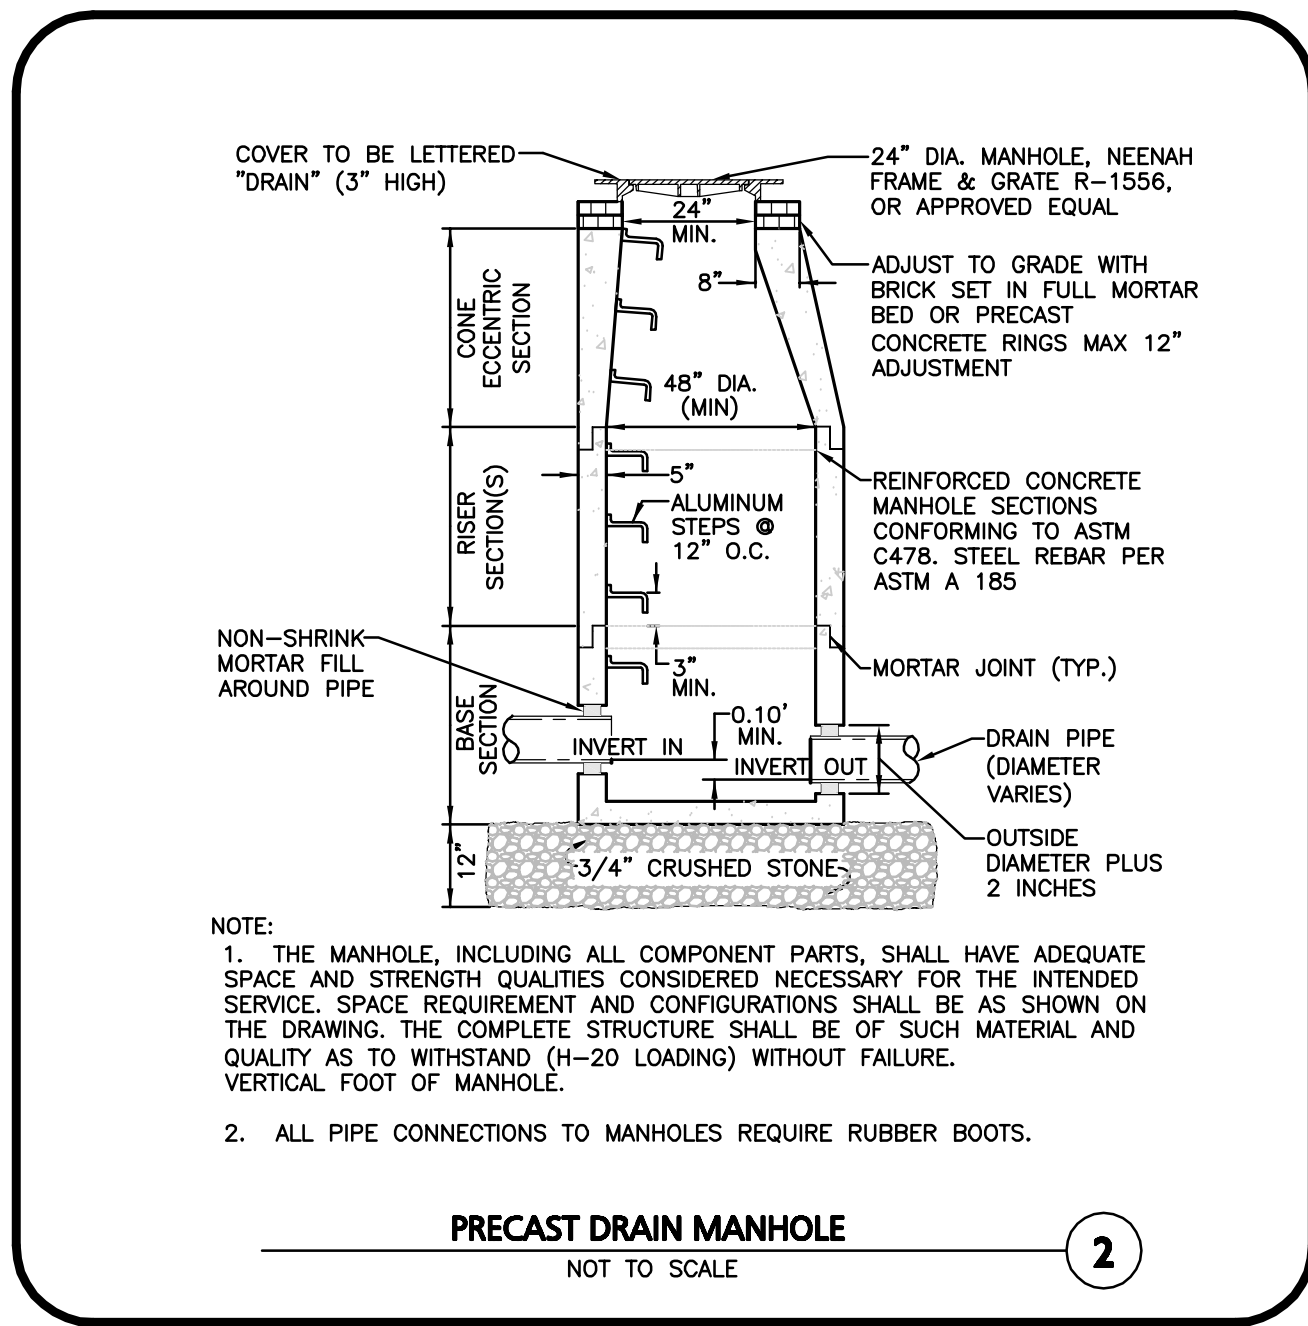 COVER TO BE LETTERED
"DRAIN" (3" HIGH)
24" DIA. MANHOLE, NEENAH
FRAME & GRATE R-1556,
OR APPROVED EQUAL
24"
MIN.
8"
ADJUST TO GRADE WITH
BRICK SET IN FULL MORTAR
BED OR PRECAST
CONCRETE RINGS MAX 12"
ADJUSTMENT
CONE
ECCENTRIC
SECTION
48" DIA.
(MIN)
5"
RISER
SECTION(S)
ALUMINUM
STEPS @
12" O.C.
REINFORCED CONCRETE
MANHOLE SECTIONS
CONFORMING TO ASTM
C478. STEEL REBAR PER
ASTM A 185
NON-SHRINK
MORTAR FILL
AROUND PIPE
3"
MIN.
MORTAR JOINT (TYP.)
BASE
SECTION
0.10'
MIN.
INVERT IN
INVERT OUT
DRAIN PIPE
(DIAMETER
VARIES)
OUTSIDE
DIAMETER PLUS
2 INCHES
12"
3/4" CRUSHED STONE
NOTE:
1. THE MANHOLE, INCLUDING ALL COMPONENT PARTS, SHALL HAVE ADEQUATE
SPACE AND STRENGTH QUALITIES CONSIDERED NECESSARY FOR THE INTENDED
SERVICE. SPACE REQUIREMENT AND CONFIGURATIONS SHALL BE AS SHOWN ON
THE DRAWING. THE COMPLETE STRUCTURE SHALL BE OF SUCH MATERIAL AND
QUALITY AS TO WITHSTAND (H-20 LOADING) WITHOUT FAILURE.
VERTICAL FOOT OF MANHOLE.
2. ALL PIPE CONNECTIONS TO MANHOLES REQUIRE RUBBER BOOTS.
PRECAST DRAIN MANHOLE
NOT TO SCALE
2